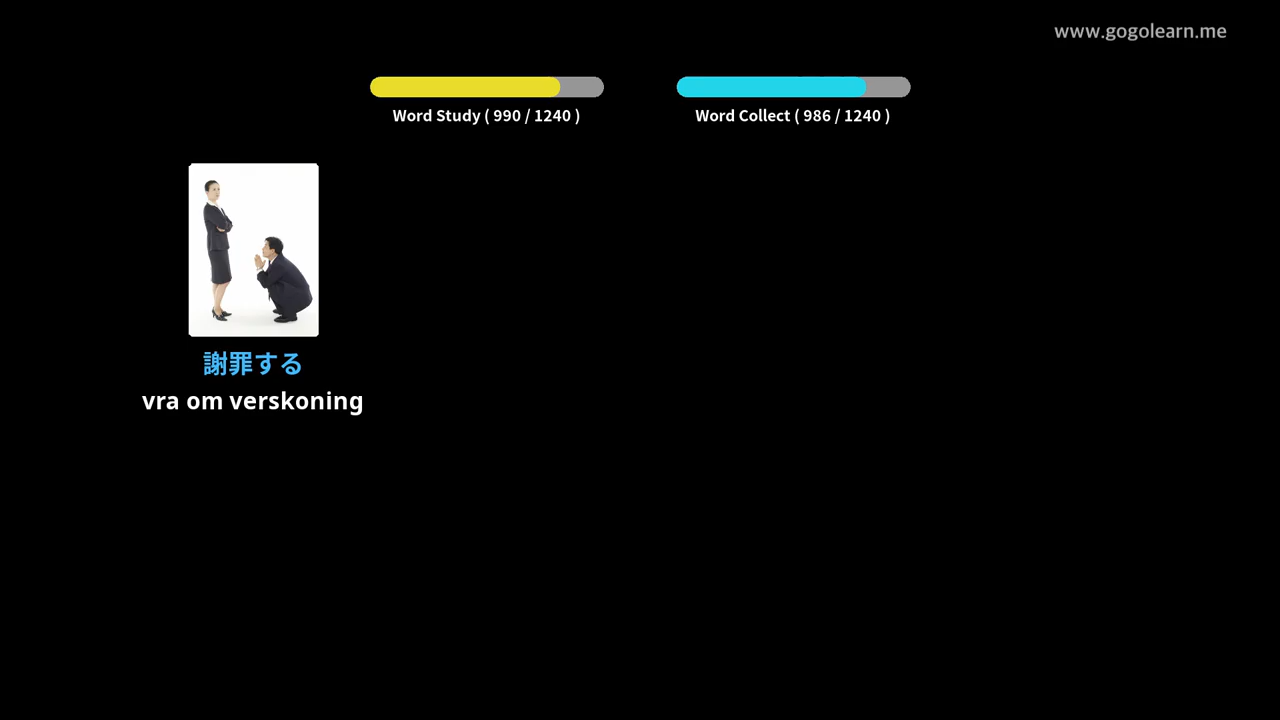 www.gogolearn.me
Word Study ( 990 / 1240 )
Word Collect ( 986 / 1240 )
謝罪する
vra om verskoning